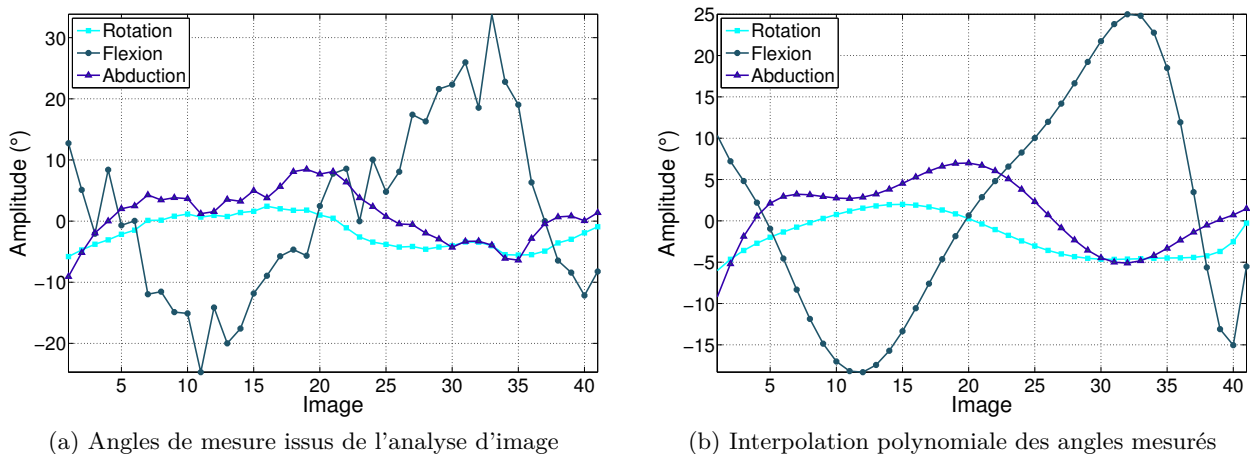 Rotation
Flexion
Abduction
30
20
10
0
−10
−20
Amplitude (°)
5
10
15
20
25
30
35
40
Image
(a) Angles de mesure issus de l'analyse d'image
Rotation
Flexion
Abduction
25
20
15
10
5
0
−5
−10
−15
Amplitude (°)
5
10
15
20
25
30
35
40
Image
(b) Interpolation polynomiale des angles mesurés